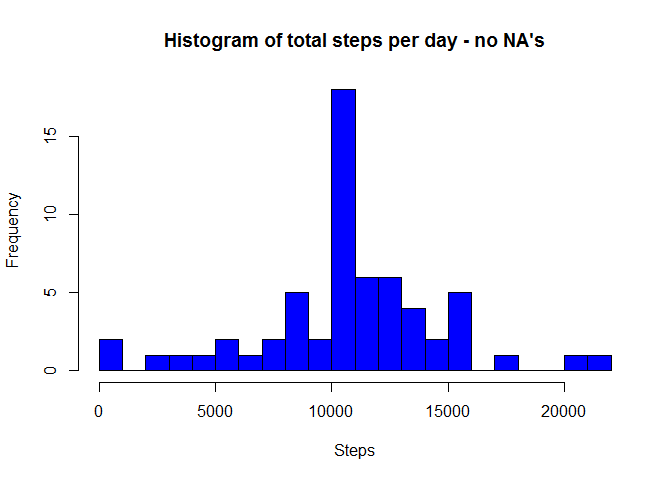 Histogram of total steps per day - no NA's
Frequency
15
10
5
0
0 5000 10000 15000 20000
Steps